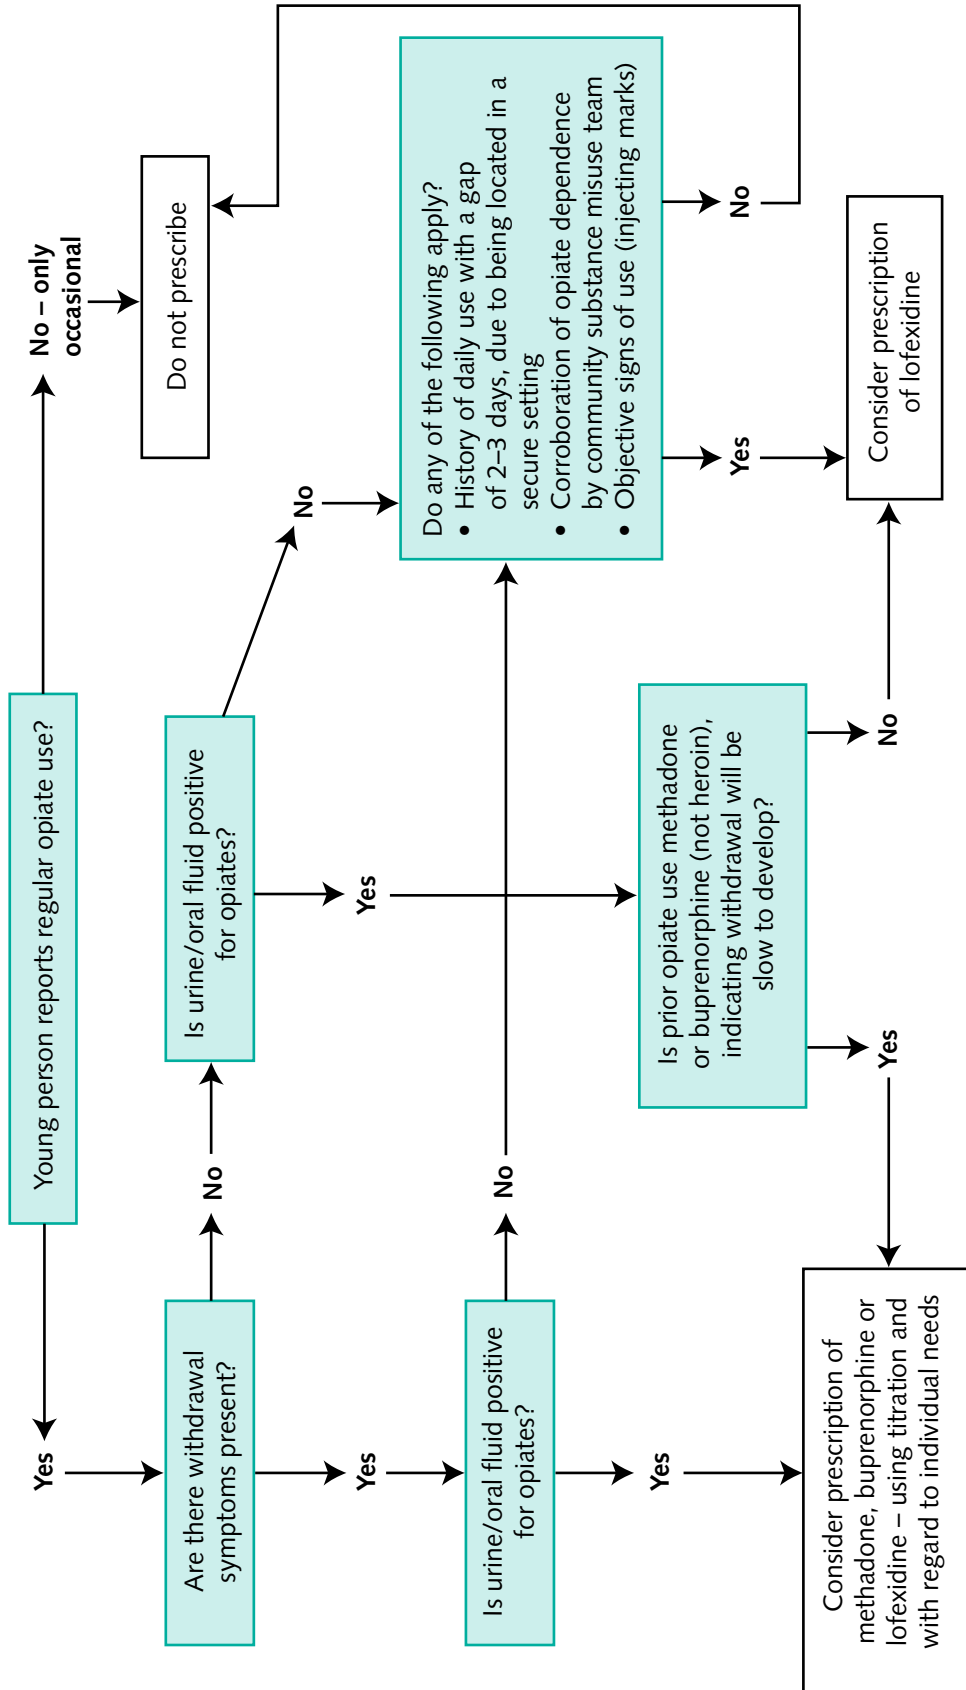 Young person reports regular opiate use?
Yes
No – only
occasional
Are there withdrawal
symptoms present?
No
Is urine/oral fluid positive
for opiates?
No
Do not prescribe
Yes
Yes
Is urine/oral fluid positive
for opiates?
No
Do any of the following apply?
• History of daily use with a gap
of 2–3 days, due to being located in a
secure setting
• Corroboration of opiate dependence
by community substance misuse team
• Objective signs of use (injecting marks)
Yes
Is prior opiate use methadone
or buprenorphine (not heroin),
indicating withdrawal will be
slow to develop?
Yes
No
Yes
No
Consider prescription of
methadone, buprenorphine or
lofexidine – using titration and
with regard to individual needs
Consider prescription
of lofexidine